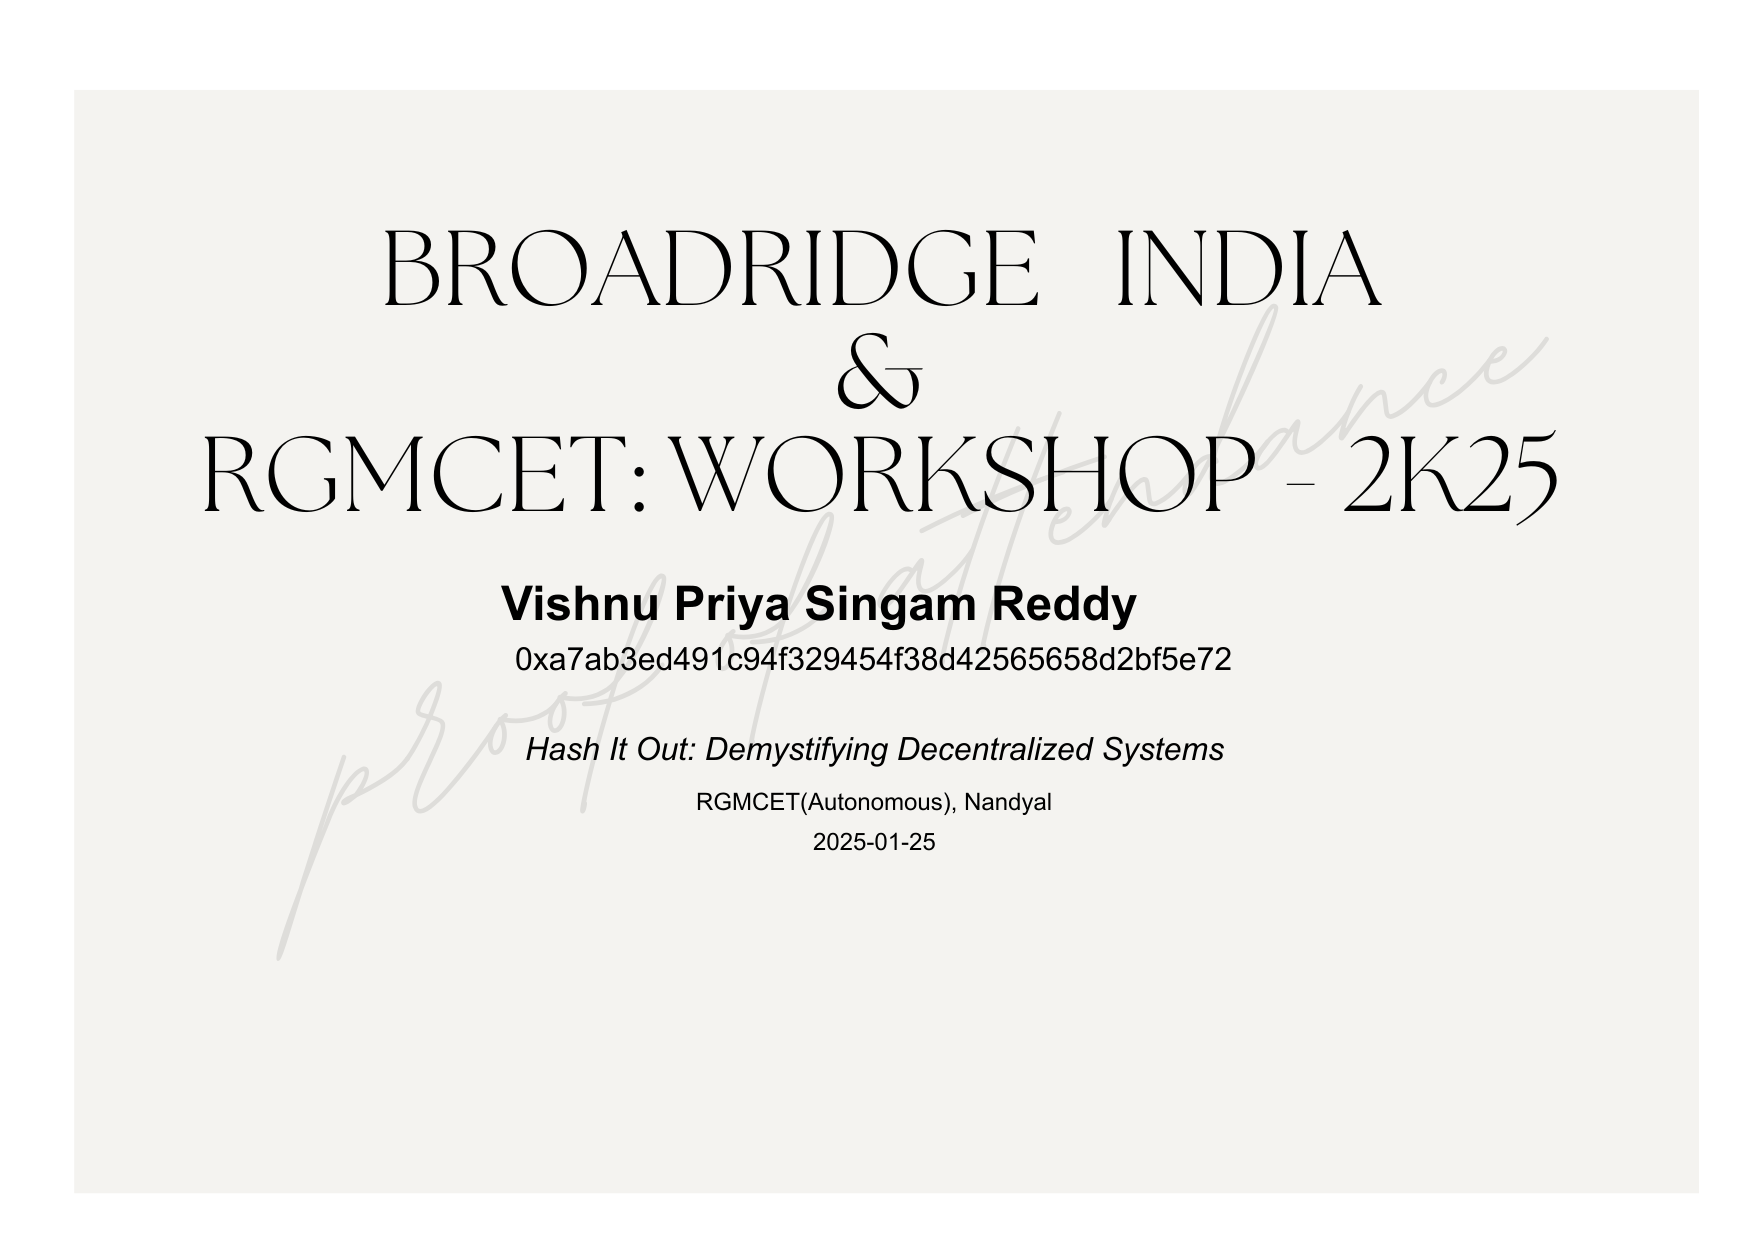 BROADRIDGE INDIA
&
RGMCET: WORKSHOP - 2K25
proof of attendance
Vishnu Priya Singam Reddy
0xa7ab3ed491c94f329454f38d42565658d2bf5e72
Hash It Out: Demystifying Decentralized Systems
RGMCET(Autonomous), Nandyal
2025-01-25